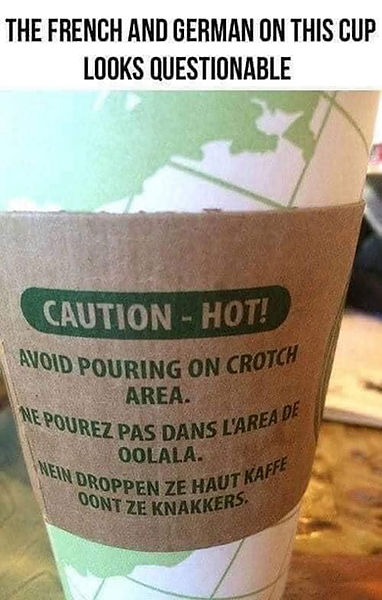 THE FRENCH AND GERMAN ON THIS CUP
LOOKS QUESTIONABLE
CAUTION - HOT!
AVOID POURING ON CROTCH
AREA.
NE POUREZ PAS DANS L'AREA DE
OOLALA.
NEIN DROPPEN ZE HAUT KAFFE
OONT ZE KNAKKERS.